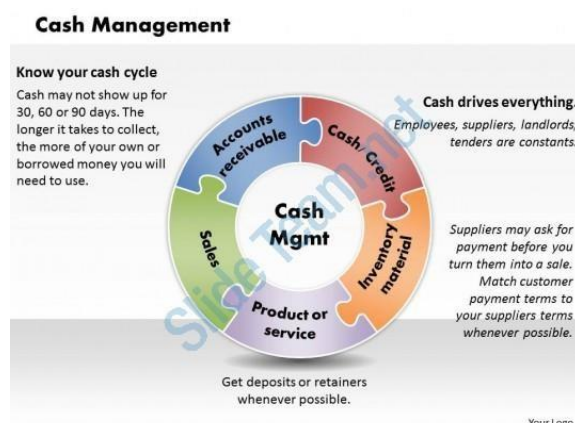 Cash Management
Know your cash cycle
Cash may not show up for
30, 60 or 90 days. The
longer it takes to collect,
the more of your own or
borrowed money you will
need to use.
Accounts
receivable
Cash/ Credit
Cash drives everything.
Employees, suppliers, landlords,
tenders are constants.
Sales
Cash
Mgmt
Inventory
material
Suppliers may ask for
payment before you
turn them into a sale.
Match customer
payment terms to
your suppliers terms
whenever possible.
Product or
service
Get deposits or retainers
whenever possible.
Slide Team.net
Your Logo